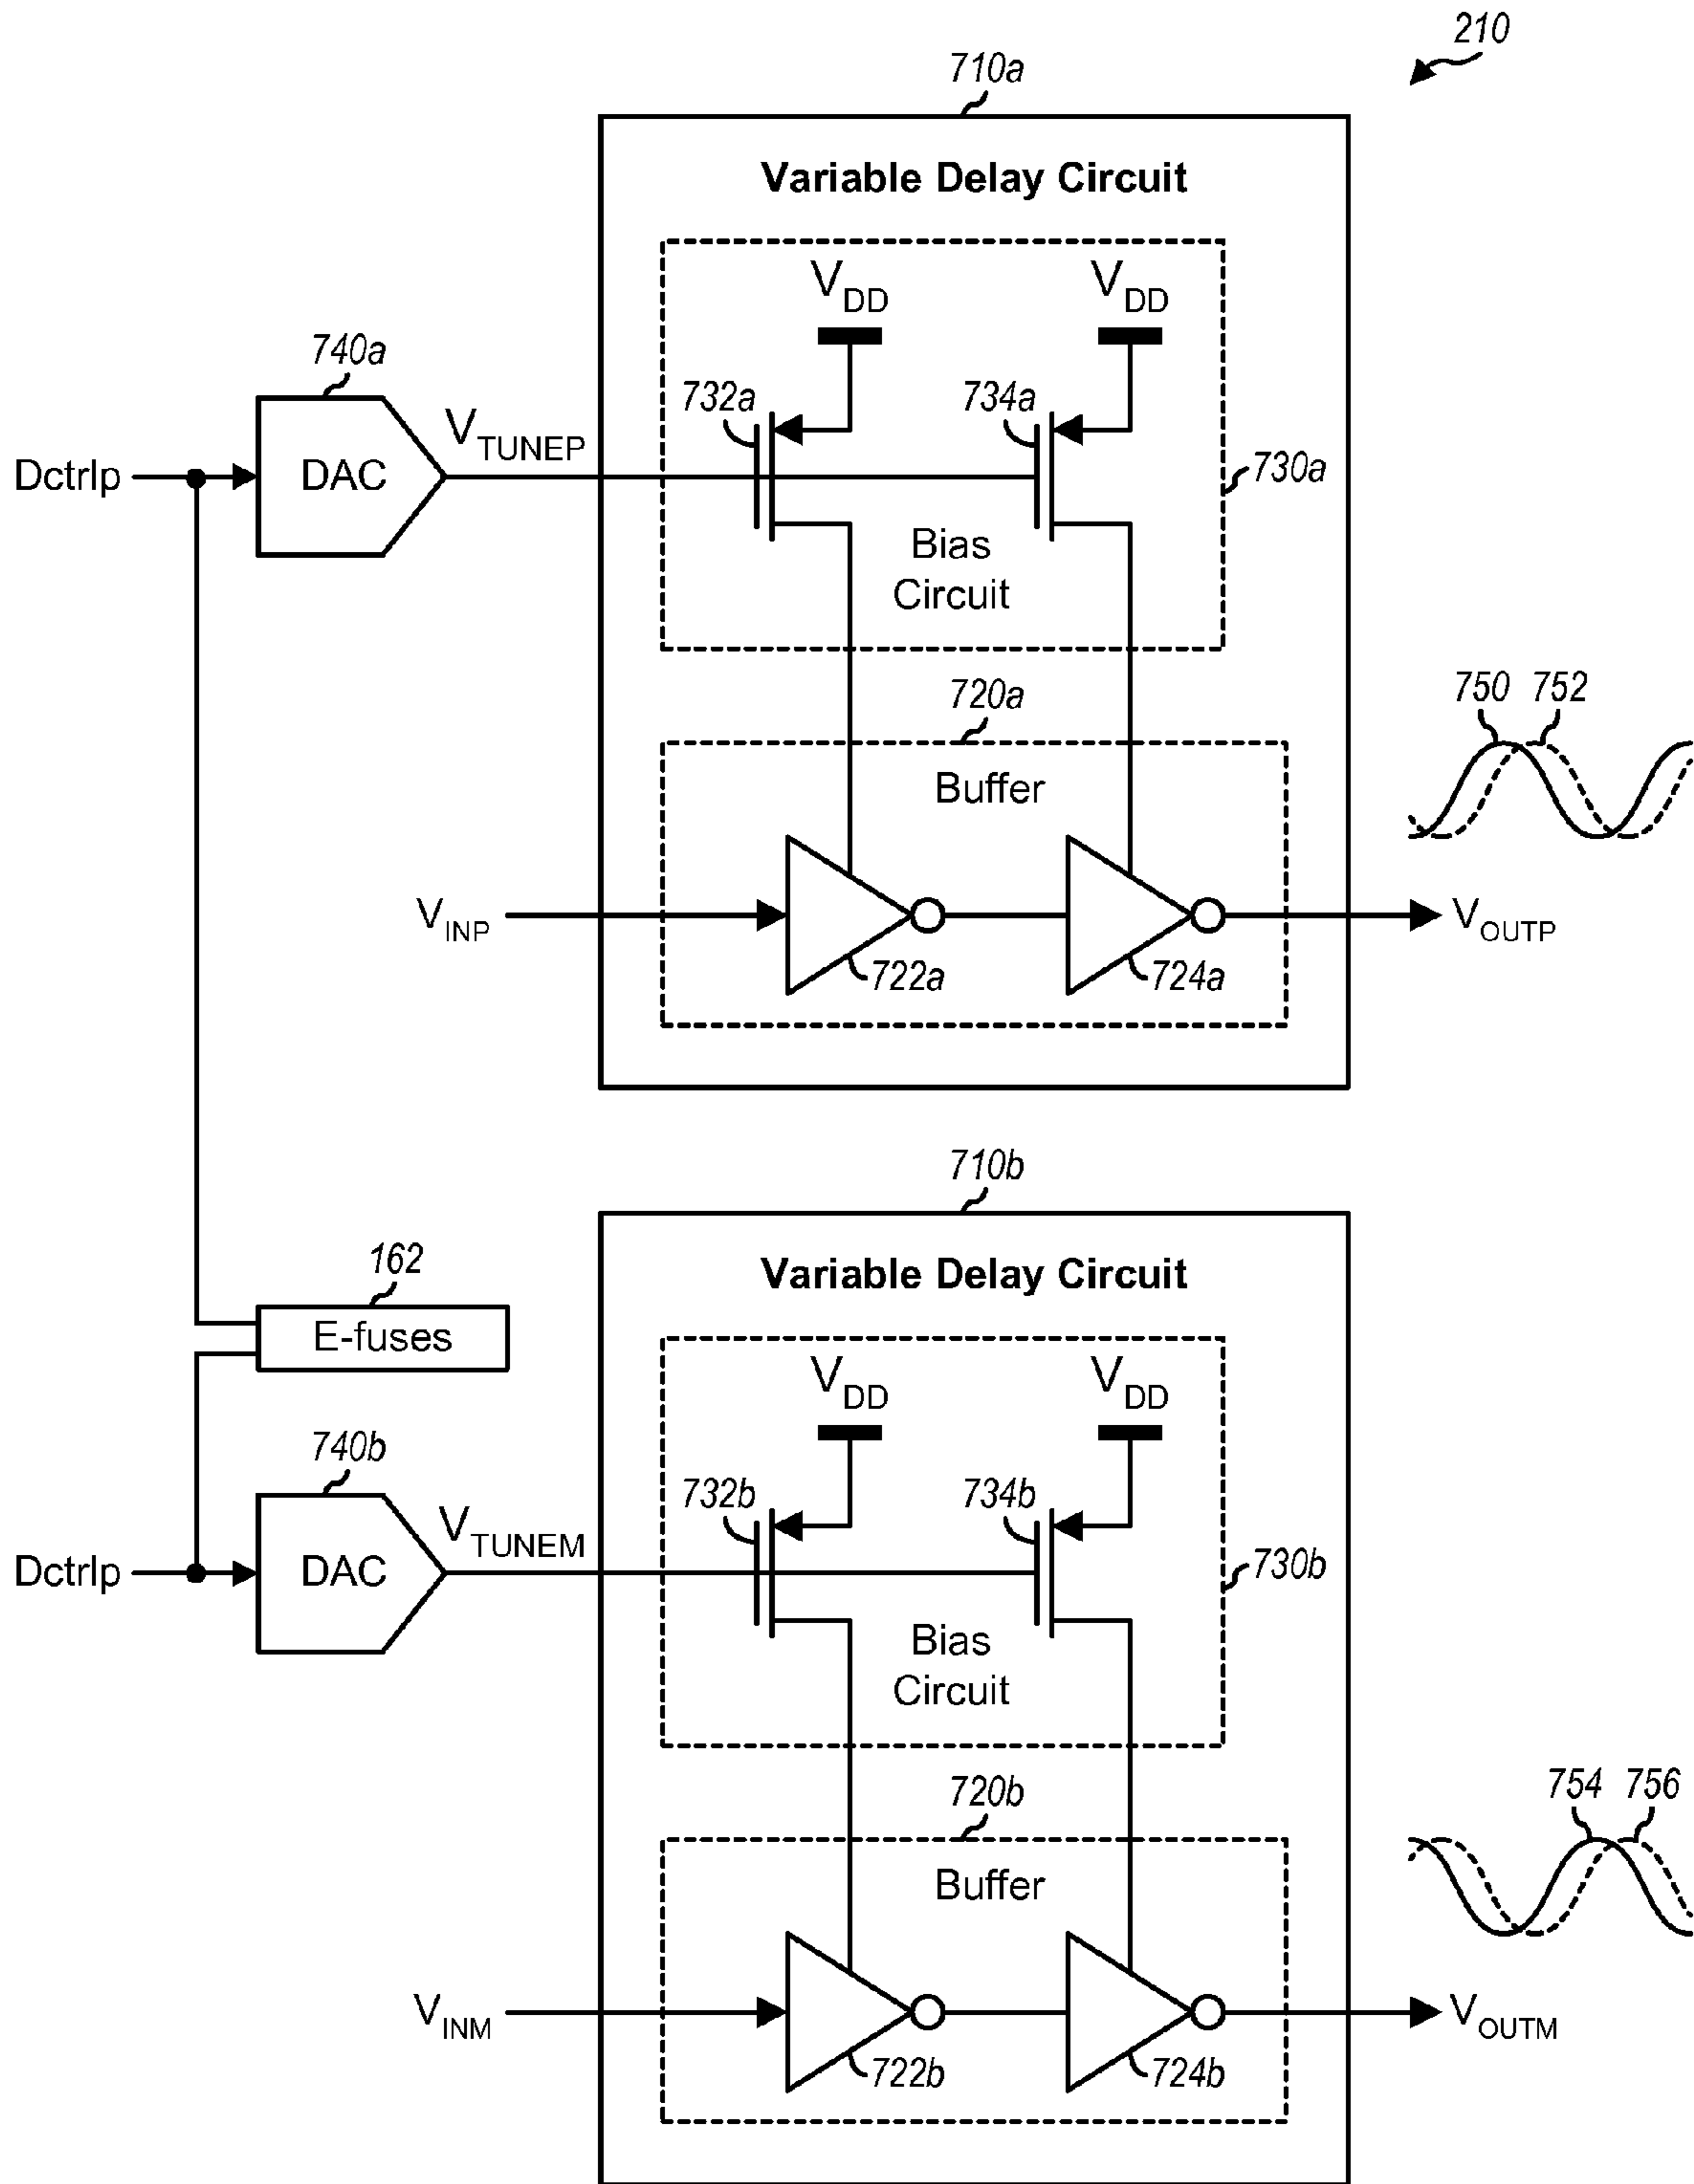 210
710a
Variable Delay Circuit
VDD VDD
740a
732a 734a
VTUNEP
Dctrlp
DAC
730a
Bias
Circuit
720a
750 752
Buffer
VINP
VOUTP
722a 724a
710b
162
Variable Delay Circuit
E-fuses
VDD VDD
740b
732b 734b
VTUNEM
Dctrlp
DAC
730b
Bias
Circuit
720b
754 756
Buffer
VINM
VOUTM
722b 724b